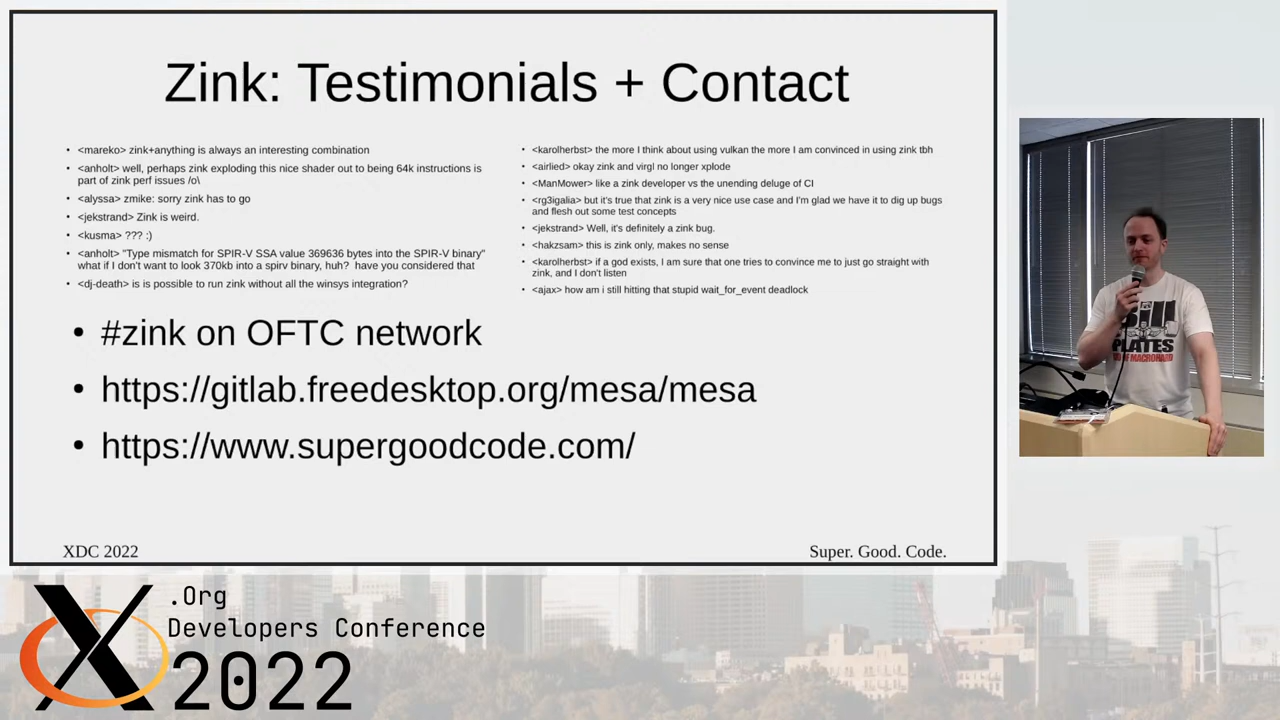 Zink: Testimonials + Contact
• <mareko> zink+anything is always an interesting combination
• <anholt> well, perhaps zink exploding this nice shader out to being 64k instructions is
part of zink perf issues /o\
• <alyssa> zmike: sorry zink has to go
• <jekstrand> Zink is weird.
• <kusma> ??? :)
• <anholt> "Type mismatch for SPIR-V SSA value 369636 bytes into the SPIR-V binary"
what if I don't want to look 370kb into a spirv binary, huh? have you considered that
• <dj-death> is is possible to run zink without all the winsys integration?
• <karolherbst> the more I think about using vulkan the more I am convinced in using zink tbh
• <airlied> okay zink and virgl no longer xplode
• <ManMower> like a zink developer vs the unending deluge of CI
• <rg3igalia> but it's true that zink is a very nice use case and I'm glad we have it to dig up bugs
and flesh out some test concepts
• <jekstrand> Well, it's definitely a zink bug.
• <hakzsam> this is zink only, makes no sense
• <karolherbst> if a god exists, I am sure that one tries to convince me to just go straight with
zink, and I don't listen
• <ajax> how am i still hitting that stupid wait_for_event deadlock
• #zink on OFTC network
• https://gitlab.freedesktop.org/mesa/mesa
• https://www.supergoodcode.com/
XDC 2022
Super. Good. Code.
Bill
PLATES
OF MACROHARD
X
.Org
Developers Conference
2022